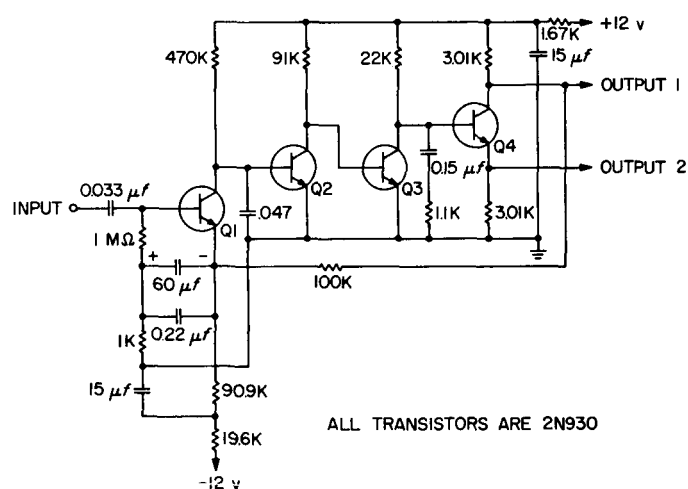 1.67K
+12 v
470K
91K
22K
3.01K
15 μf
OUTPUT 1
Q4
0.033 μf
Q2
Q3
0.15 μf
OUTPUT 2
INPUT
Q1
.047
1.1K
3.01K
1 MΩ
+
-
60 μf
100K
0.22 μf
1K
15 μf
90.9K
19.6K
ALL TRANSISTORS ARE 2N930
-12 v